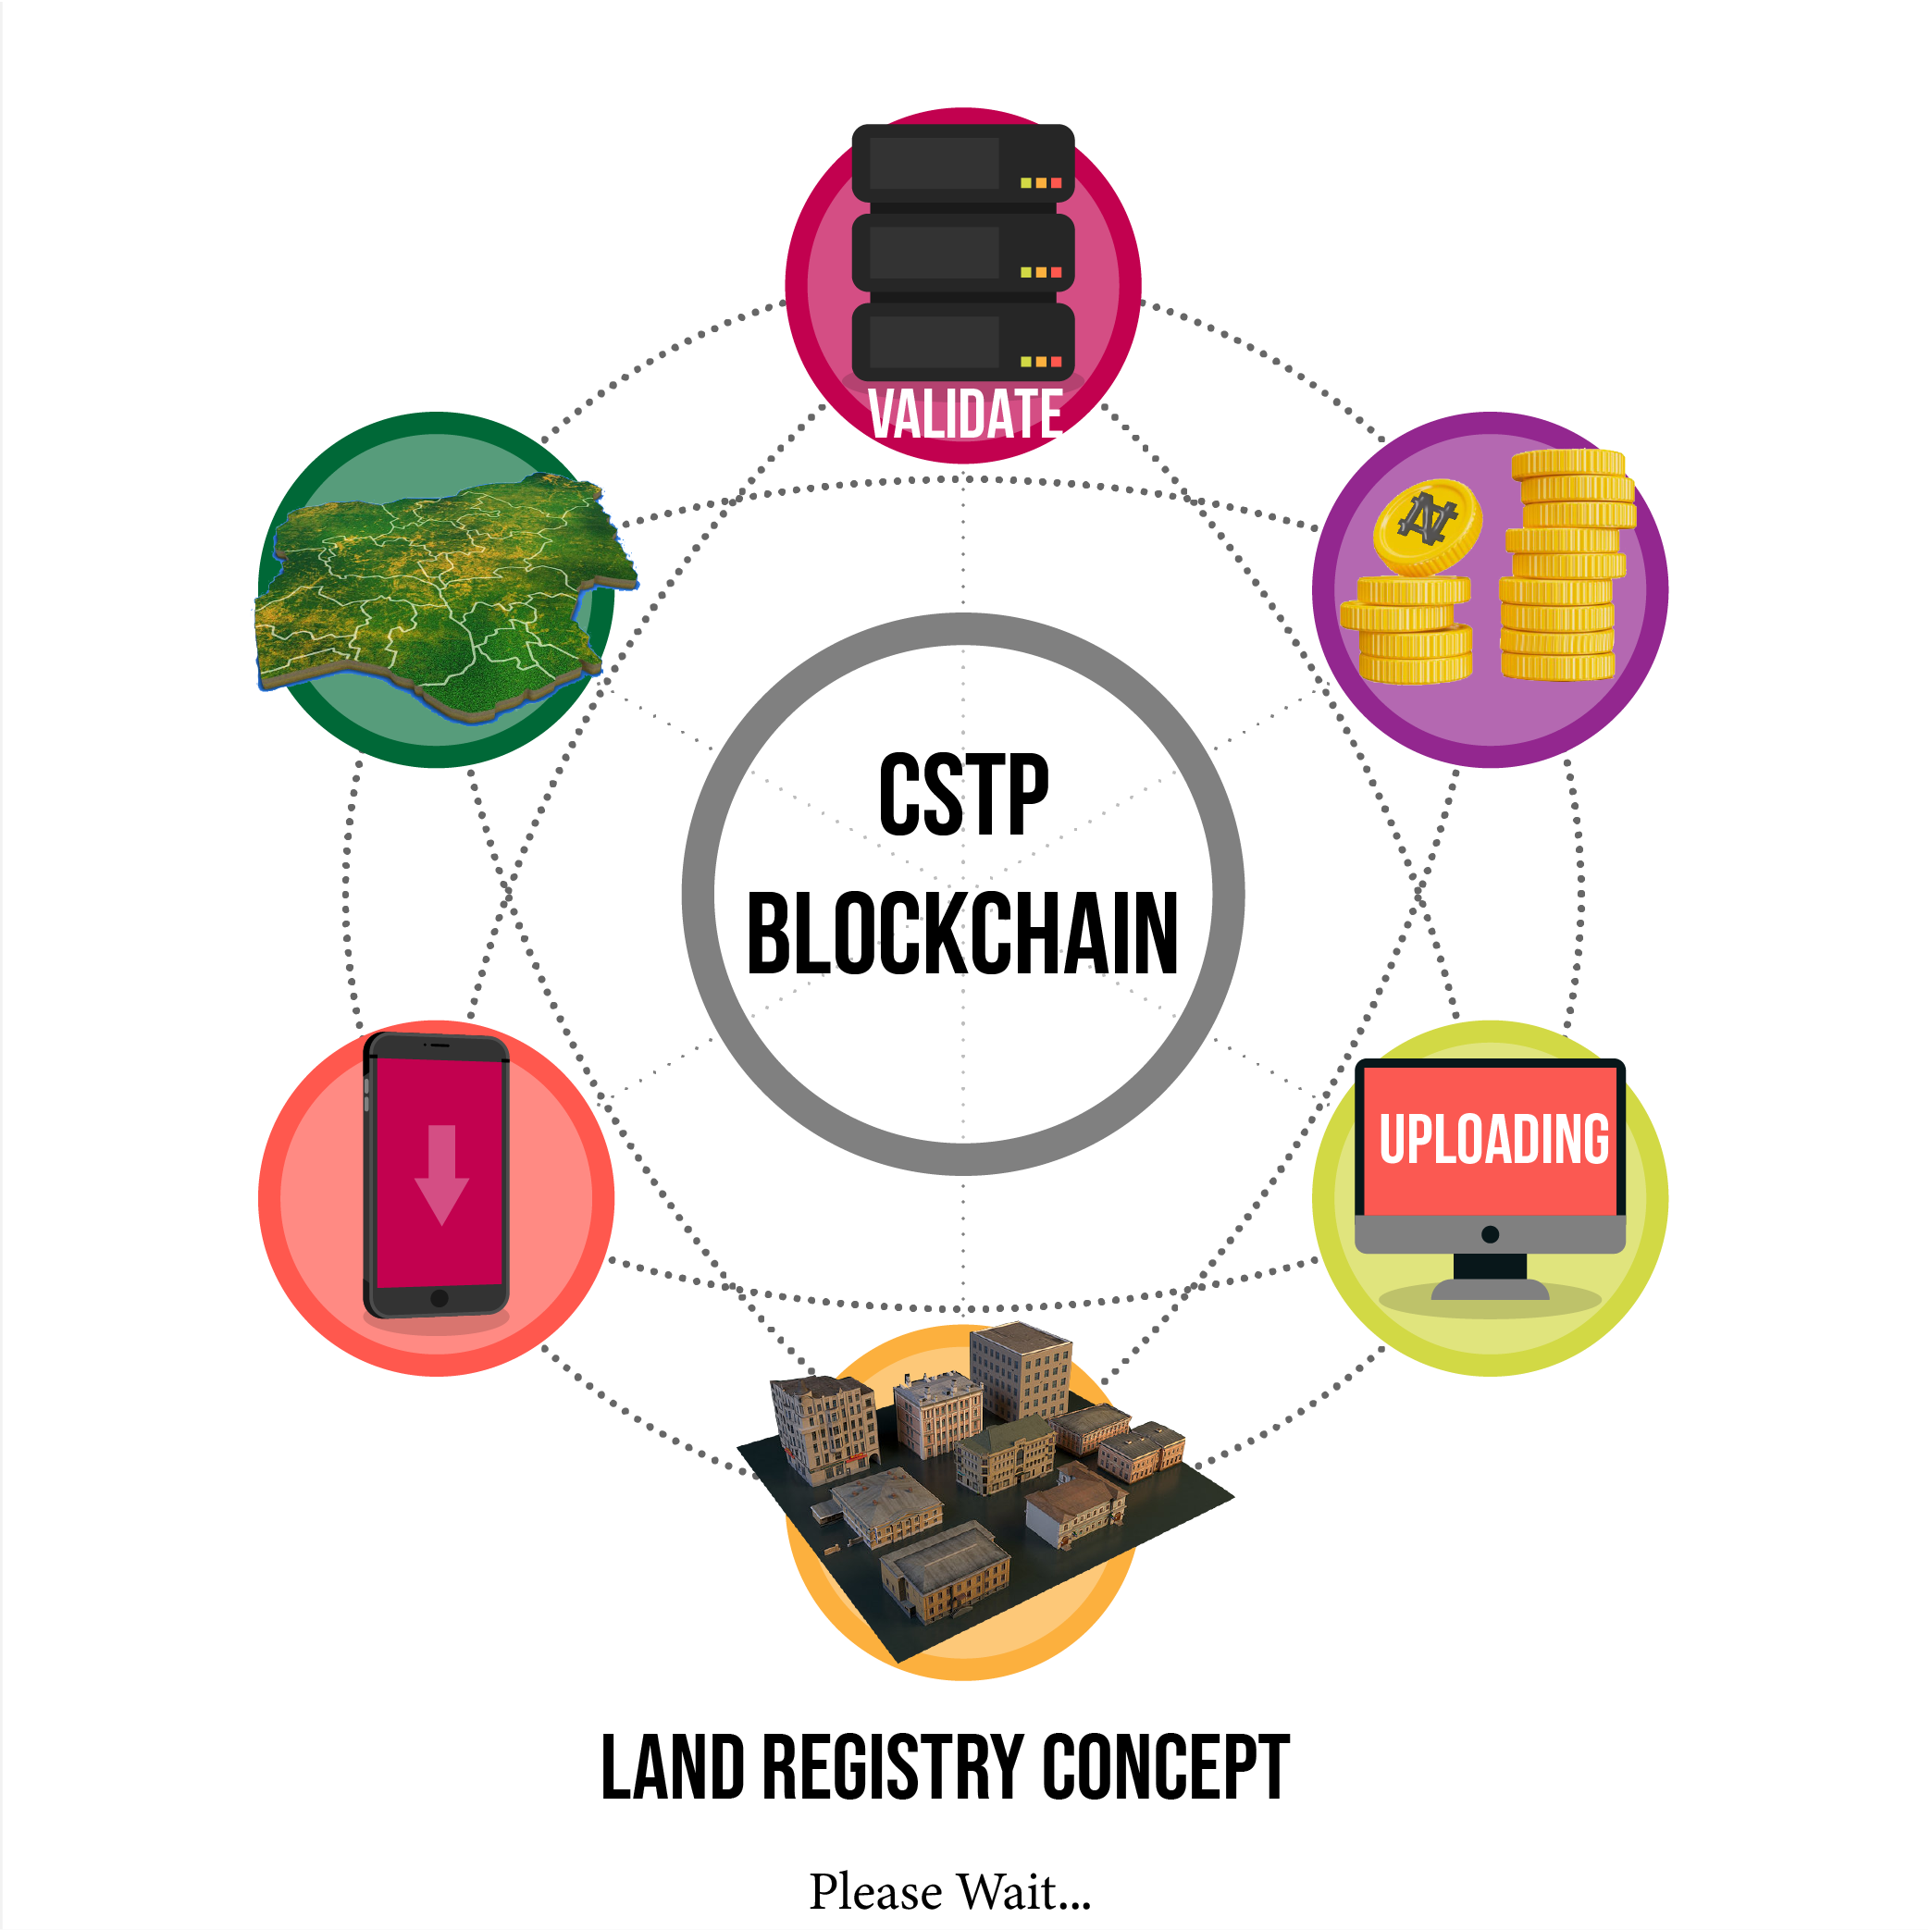 VALIDATE
CSTP
BLOCKCHAIN
UPLOADING
LAND REGISTRY CONCEPT
Please Wait...